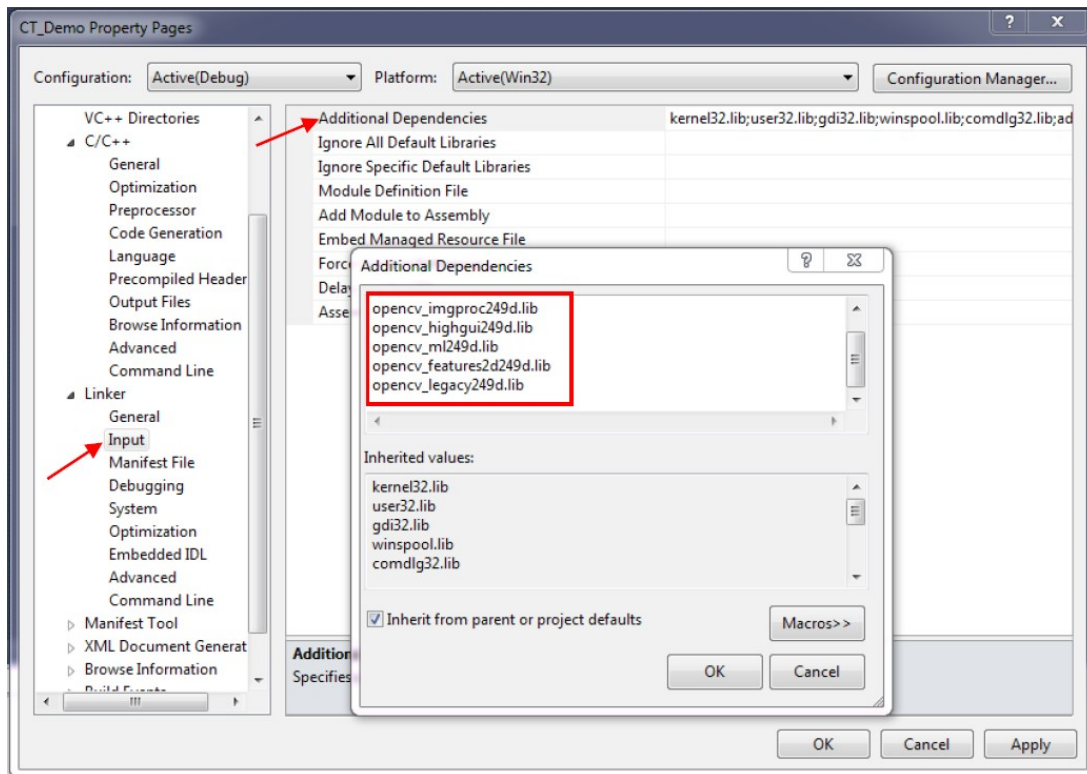 CT_Demo Property Pages
Configuration: Active(Debug) Platform: Active(Win32) Configuration Manager...
VC++ Directories
C/C++
General
Optimization
Preprocessor
Code Generation
Language
Precompiled Header
Output Files
Browse Information
Advanced
Command Line
Linker
General
Input
Manifest File
Debugging
System
Optimization
Embedded IDL
Advanced
Command Line
Manifest Tool
XML Document Generat
Browse Information
Build Events
Additional Dependencies kernel32.lib;user32.lib;gdi32.lib;winspool.lib;comdlg32.lib;ad
Ignore All Default Libraries
Ignore Specific Default Libraries
Module Definition File
Add Module to Assembly
Embed Managed Resource File
Force
Delay
Asse
Addition
Specifies
Additional Dependencies
opencv_imgproc249d.lib
opencv_highgui249d.lib
opencv_ml249d.lib
opencv_features2d249d.lib
opencv_legacy249d.lib
Inherited values:
kernel32.lib
user32.lib
gdi32.lib
winspool.lib
comdlg32.lib
Inherit from parent or project defaults
Macros>>
OK Cancel
OK Cancel Apply